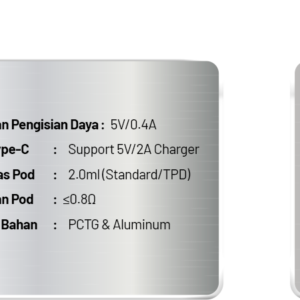 n Pengisian Daya : 5V/0.4A
pe-C : Support 5V/2A Charger
as Pod : 2.0ml (Standard/TPD)
n Pod : ≤0.8Ω
Bahan : PCTG & Aluminum